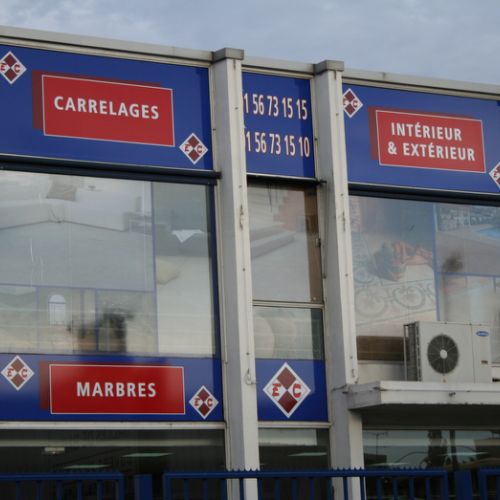 E C
CARRELAGES
E C
1 56 73 15 15
1 56 73 15 10
E C
INTÉRIEUR
& EXTÉRIEUR
E C
E C
MARBRES
E C
E C